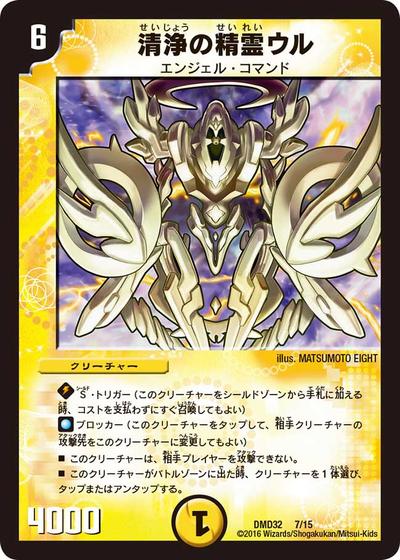 6
せいじょう せいれい
清浄の精霊ウル
エンジェル・コマンド
illus. MATSUMOTO EIGHT
クリーチャー
S・トリガー（このクリーチャーをシールドゾーンから手札に加える
時、コストを支払わずにすぐ召喚してもよい）
ブロッカー（このクリーチャーをタップして、相手クリーチャーの
攻撃先をこのクリーチャーに変更してもよい）
■ このクリーチャーは、相手プレイヤーを攻撃できない。
■ このクリーチャーがバトルゾーンに出た時、クリーチャーを1体選び、
タップまたはアンタップする。
4000
1
DMD32 7/15
©2016 Wizards/Shogakukan/Mitsui-Kids